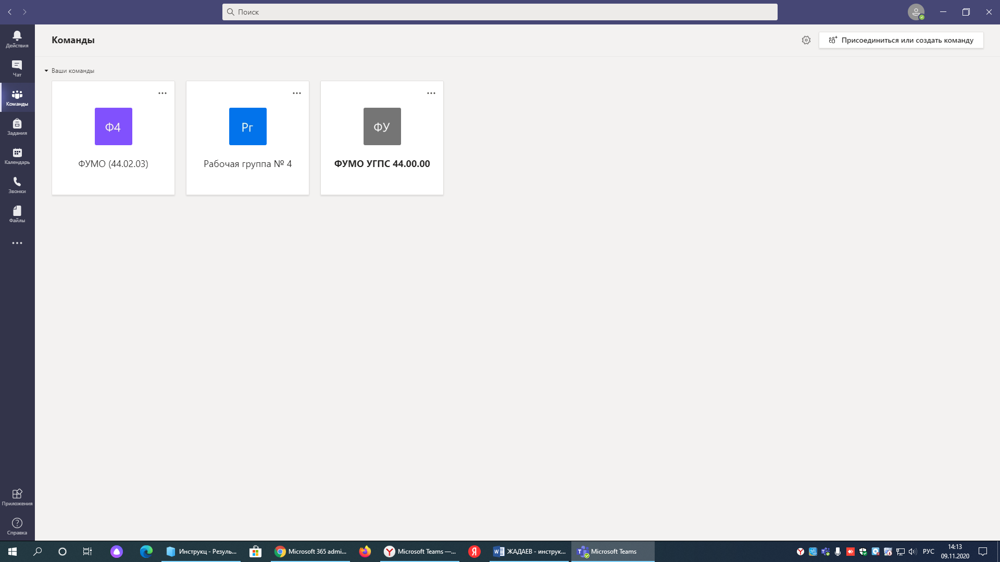 Поиск
Действия
Чат
Команды
Задания
Календарь
Звонки
Файлы
Приложения
Справка
Команды
Присоединиться или создать команду
Ваши команды
Ф4
ФУМО (44.02.03)
Рг
Рабочая группа № 4
ФУ
ФУМО УГПС 44.00.00
Инструкц - Резуль...
Microsoft 365 admi...
Microsoft Teams —...
Я
ЖАДАЕВ - инструк...
Microsoft Teams
РУС
14:13
09.11.2020